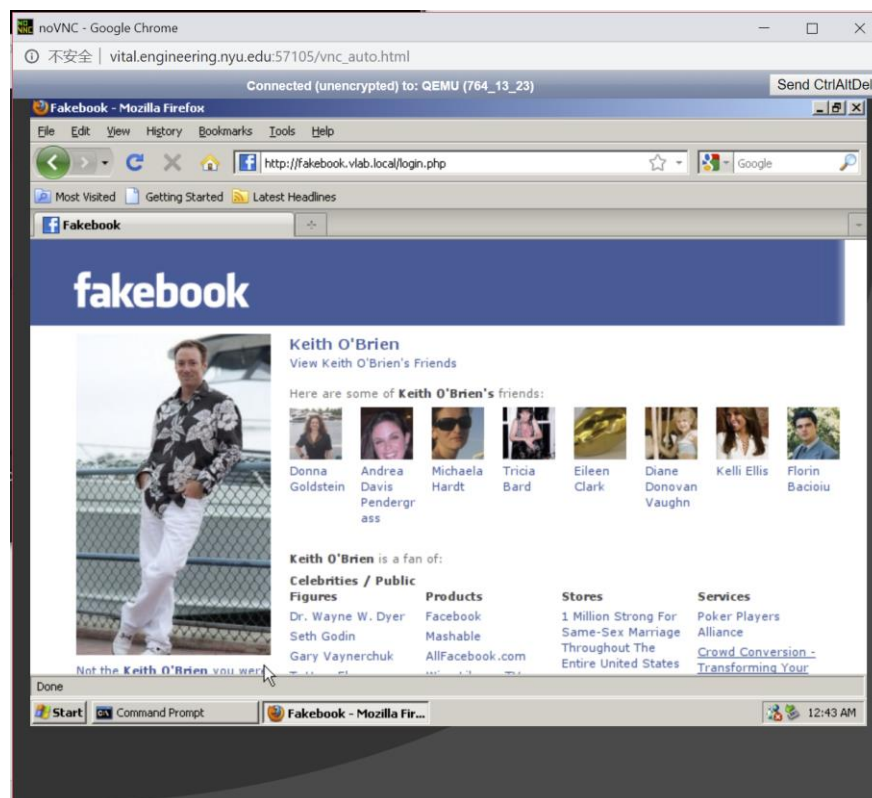 noVNC - Google Chrome
不安全 | vital.engineering.nyu.edu:57105/vnc_auto.html
Connected (unencrypted) to: QEMU (764_13_23)
Send CtrlAltDel
Fakebook - Mozilla Firefox
File Edit View History Bookmarks Tools Help
http://fakebook.vlab.local/login.php
Google
Most Visited Getting Started Latest Headlines
Fakebook
fakebook
Keith O'Brien
View Keith O'Brien's Friends
Here are some of Keith O'Brien's friends:
Donna Goldstein
Andrea Davis Pendergrass
Michaela Hardt
Tricia Bard
Eileen Clark
Diane Donovan Vaughn
Kelli Ellis
Florin Bacioiu
Keith O'Brien is a fan of:
Celebrities / Public Figures
Dr. Wayne W. Dyer
Seth Godin
Gary Vaynerchuk
Products
Facebook
Mashable
AllFacebook.com
Stores
1 Million Strong For
Same-Sex Marriage
Throughout The
Entire United States
Services
Poker Players
Alliance
Crowd Conversion -
Transforming Your
Not the Keith O'Brien you were
Done
Start Command Prompt Fakebook - Mozilla Fir... 12:43 AM